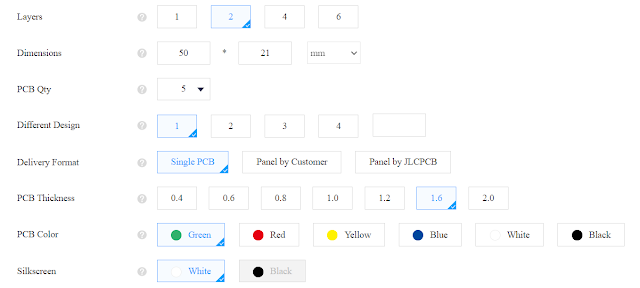 Layers ? 1 2 4 6
Dimensions ? 50 * 21 mm
PCB Qty ? 5
Different Design ? 1 2 3 4
Delivery Format ? Single PCB Panel by Customer Panel by JLCPCB
PCB Thickness ? 0.4 0.6 0.8 1.0 1.2 1.6 2.0
PCB Color ? Green Red Yellow Blue White Black
Silkscreen ? White Black